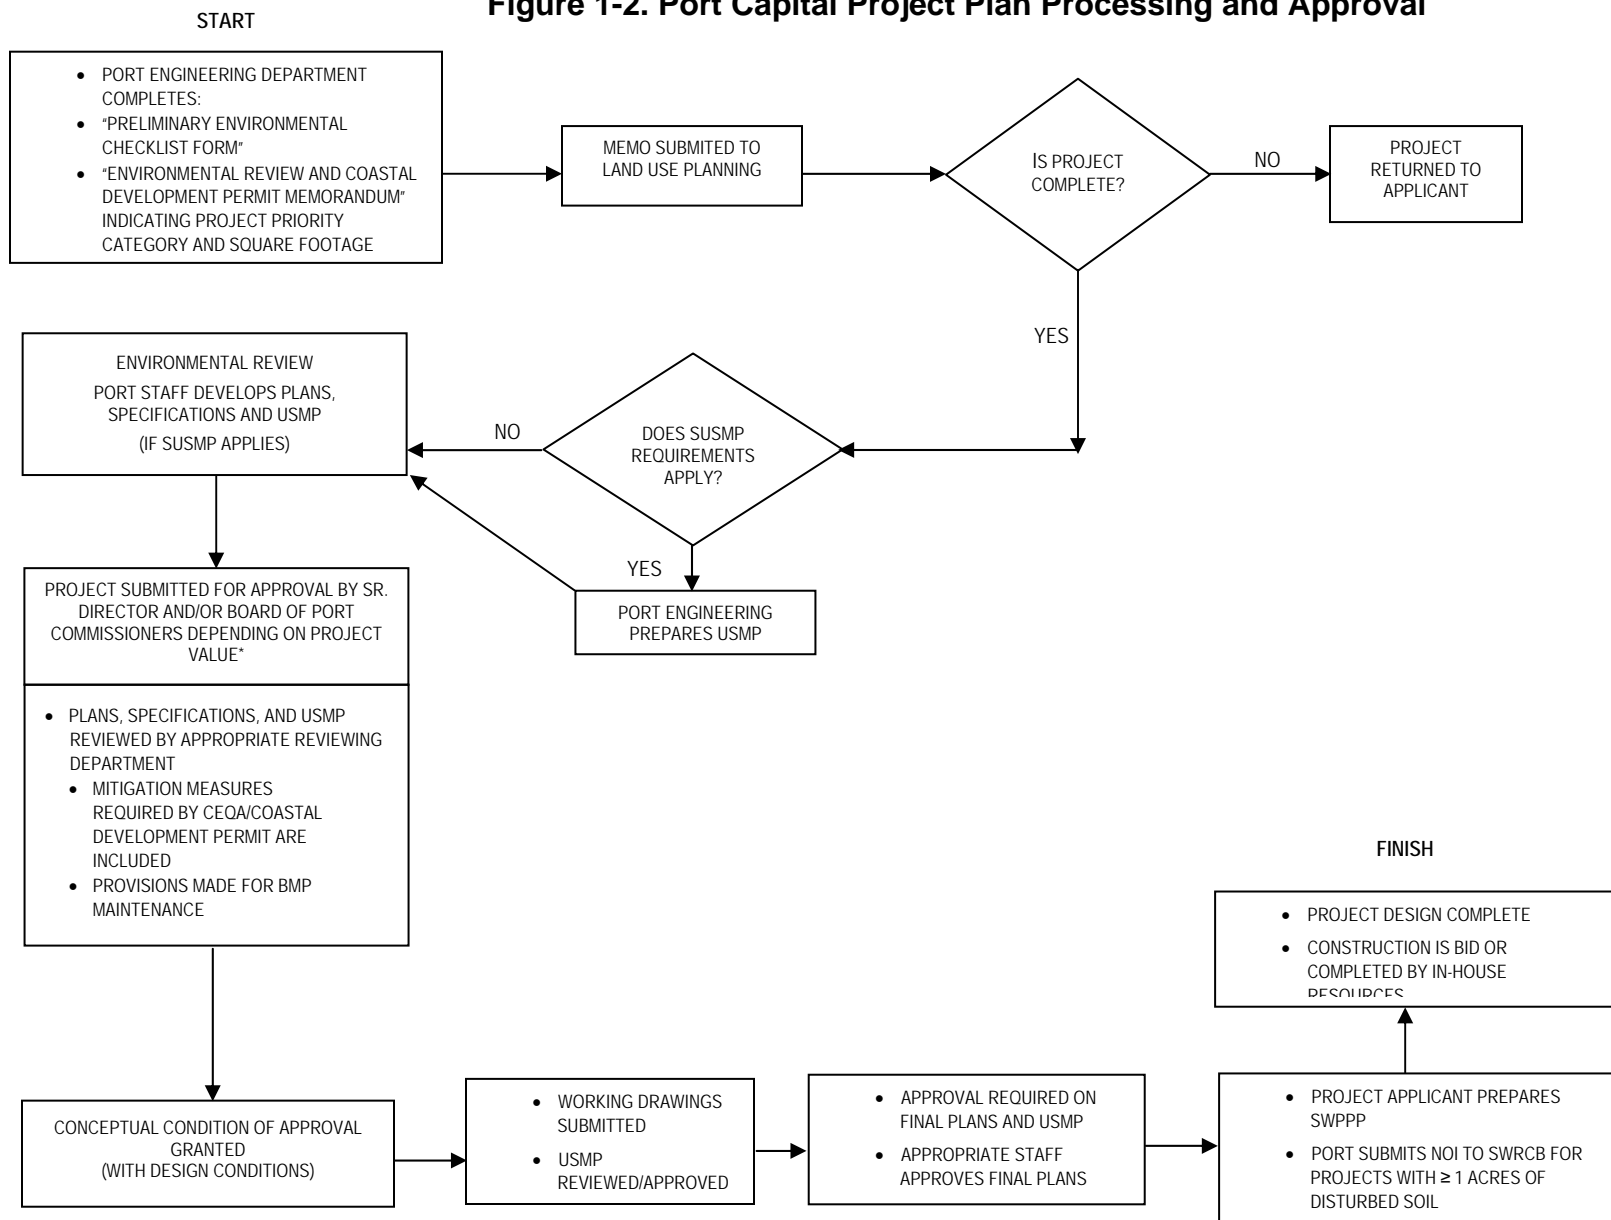 Figure 1-2. Port Capital Project Plan Processing and Approval
START
• PORT ENGINEERING DEPARTMENT
COMPLETES:
• "PRELIMINARY ENVIRONMENTAL
CHECKLIST FORM"
• "ENVIRONMENTAL REVIEW AND COASTAL
DEVELOPMENT PERMIT MEMORANDUM"
INDICATING PROJECT PRIORITY
CATEGORY AND SQUARE FOOTAGE
MEMO SUBMITED TO
LAND USE PLANNING
IS PROJECT
COMPLETE?
NO
PROJECT
RETURNED TO
APPLICANT
YES
DOES SUSMP
REQUIREMENTS
APPLY?
NO
YES
PORT ENGINEERING
PREPARES USMP
ENVIRONMENTAL REVIEW
PORT STAFF DEVELOPS PLANS,
SPECIFICATIONS AND USMP
(IF SUSMP APPLIES)
PROJECT SUBMITTED FOR APPROVAL BY SR.
DIRECTOR AND/OR BOARD OF PORT
COMMISSIONERS DEPENDING ON PROJECT
VALUE*
• PLANS, SPECIFICATIONS, AND USMP
REVIEWED BY APPROPRIATE REVIEWING
DEPARTMENT
• MITIGATION MEASURES
REQUIRED BY CEQA/COASTAL
DEVELOPMENT PERMIT ARE
INCLUDED
• PROVISIONS MADE FOR BMP
MAINTENANCE
CONCEPTUAL CONDITION OF APPROVAL
GRANTED
(WITH DESIGN CONDITIONS)
• WORKING DRAWINGS
SUBMITTED
• USMP
REVIEWED/APPROVED
• APPROVAL REQUIRED ON
FINAL PLANS AND USMP
• APPROPRIATE STAFF
APPROVES FINAL PLANS
• PROJECT APPLICANT PREPARES
SWPPP
• PORT SUBMITS NOI TO SWRCB FOR
PROJECTS WITH ≥ 1 ACRES OF
DISTURBED SOIL
FINISH
• PROJECT DESIGN COMPLETE
• CONSTRUCTION IS BID OR
COMPLETED BY IN-HOUSE
RESOURCES